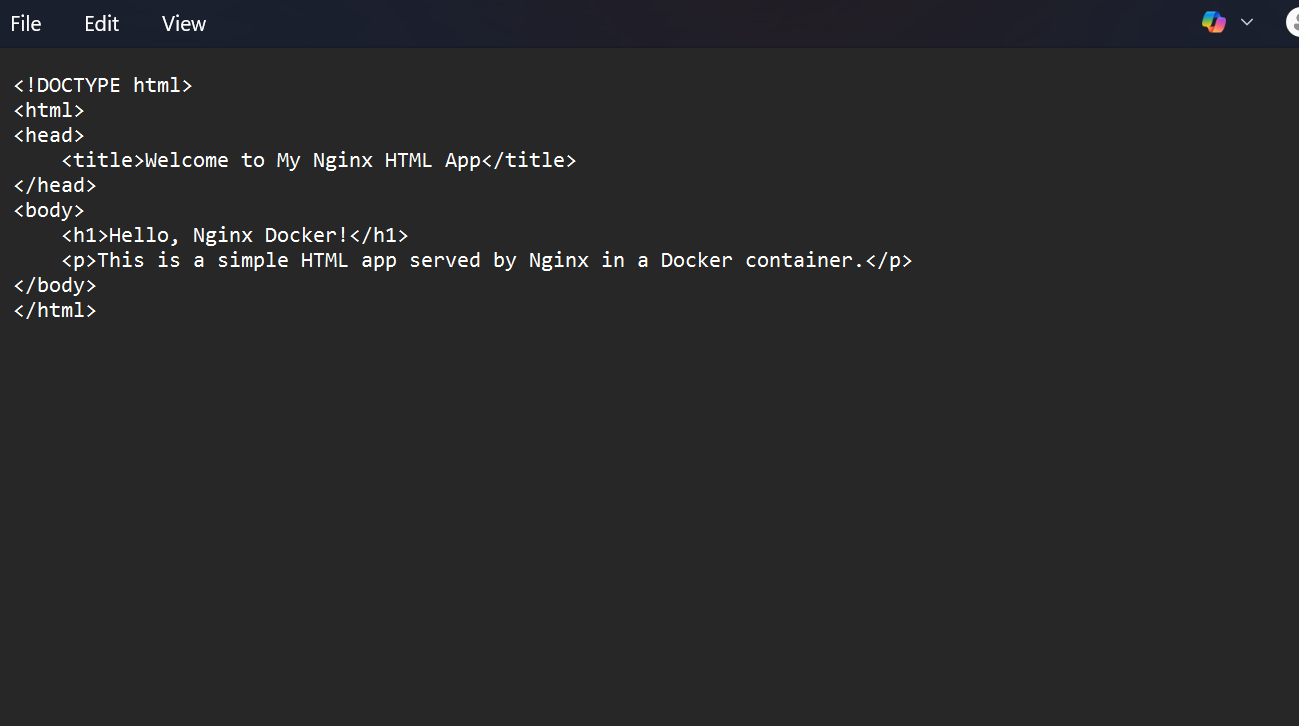 File Edit View
<!DOCTYPE html>
<html>
<head>
    <title>Welcome to My Nginx HTML App</title>
</head>
<body>
    <h1>Hello, Nginx Docker!</h1>
    <p>This is a simple HTML app served by Nginx in a Docker container.</p>
</body>
</html>